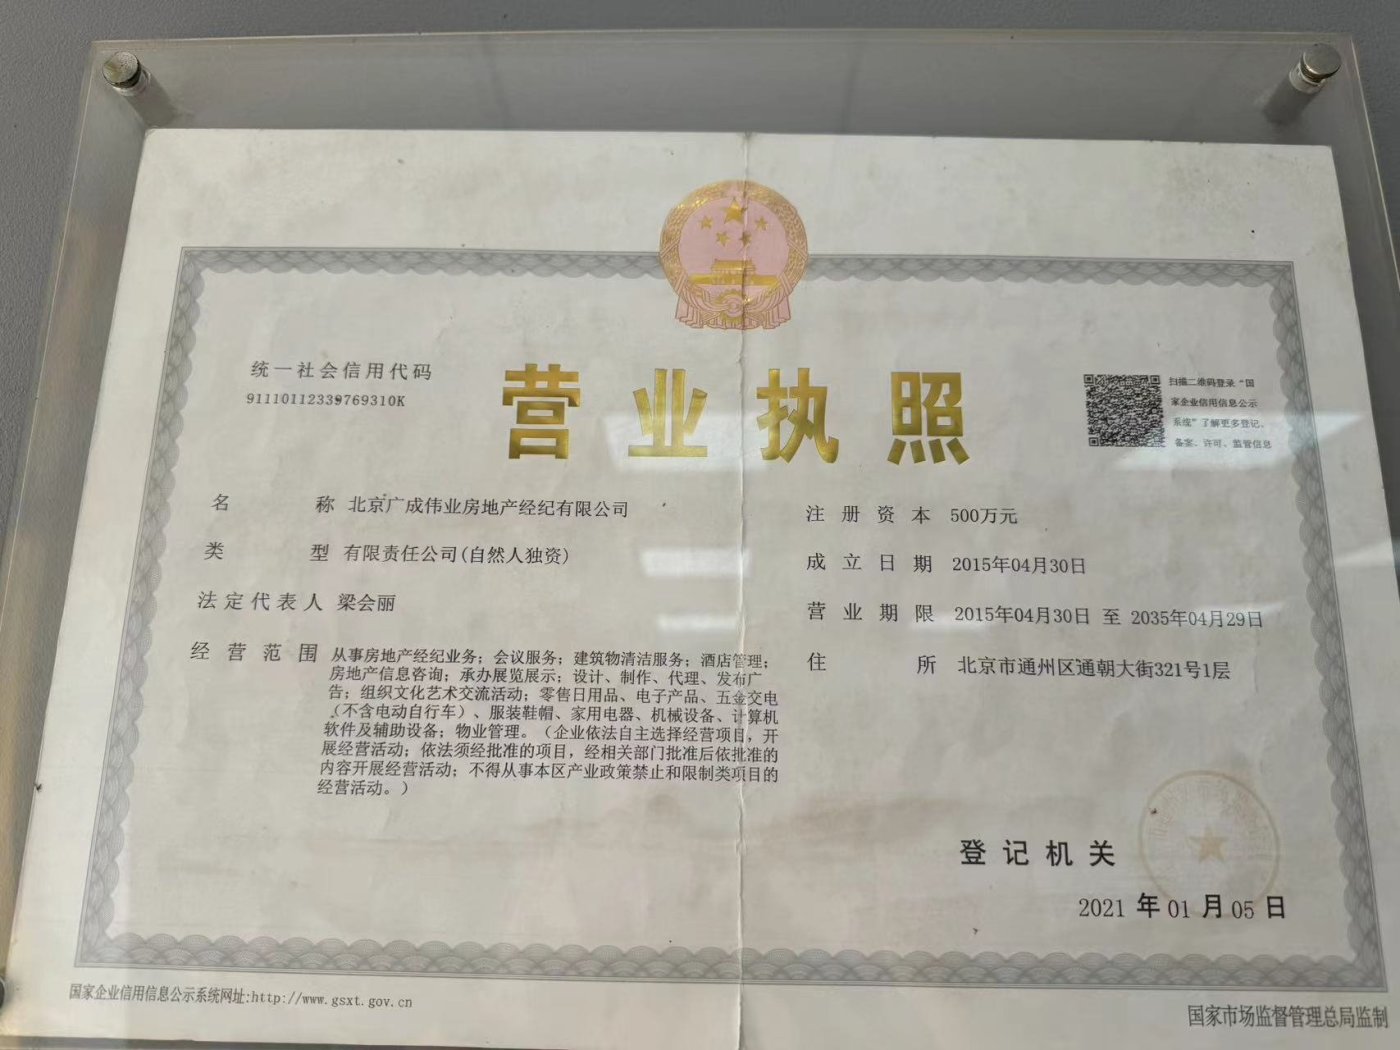 统一社会信用代码
91110112339769310K
营业执照
扫描二维码登录“国
家企业信用信息公示
系统”了解更多登记、
备案、许可、监管信息
名称 北京广成伟业房地产经纪有限公司
类型 有限责任公司(自然人独资)
法定代表人 梁会丽
经营范围 从事房地产经纪业务；会议服务；建筑物清洁服务；酒店管理；
房地产信息咨询；承办展览展示；设计、制作、代理、发布广
告；组织文化艺术交流活动；零售日用品、电子产品、五金交电
（不含电动自行车）、服装鞋帽、家用电器、机械设备、计算机
软件及辅助设备；物业管理。（企业依法自主选择经营项目，开
展经营活动；依法须经批准的项目，经相关部门批准后依批准的
内容开展经营活动；不得从事本区产业政策禁止和限制类项目的
经营活动。）
注册资本 500万元
成立日期 2015年04月30日
营业期限 2015年04月30日 至 2035年04月29日
住所 北京市通州区通朝大街321号1层
登记机关
2021 年 01 月 05 日
国家企业信用信息公示系统网址:http://www.gsxt.gov.cn
国家市场监督管理总局监制